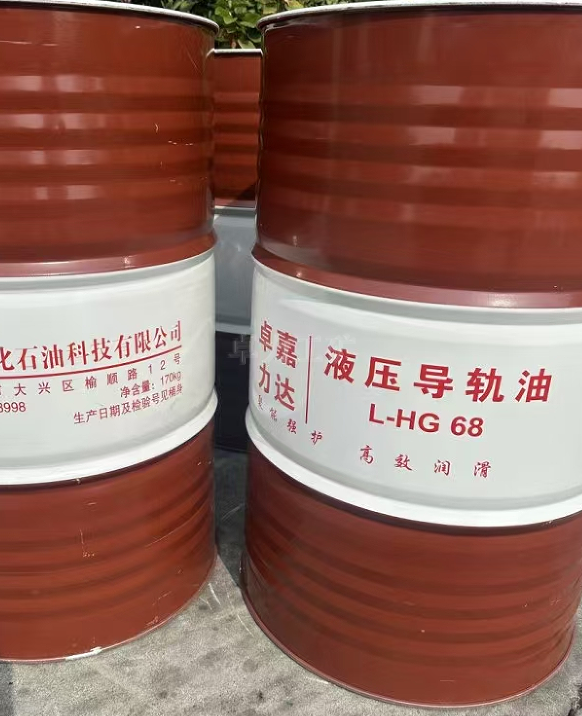 化石油科技有限公司
大兴区榆顺路12号
8998
净含量：170kg
生产日期及检验号见桶身
卓嘉
力达
液压导轨油
L-HG 68
强护 高效润滑